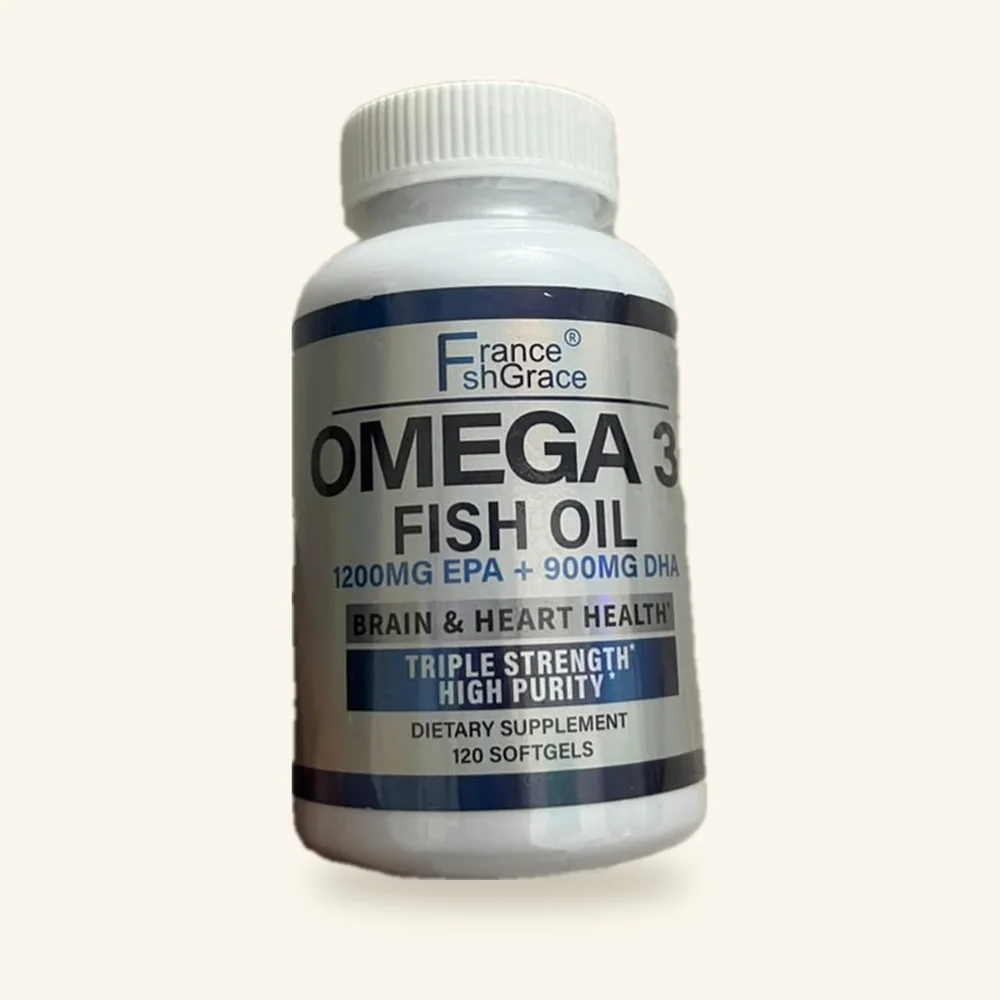 France®
FshGrace
OMEGA 3
FISH OIL
1200MG EPA + 900MG DHA
BRAIN & HEART HEALTH*
TRIPLE STRENGTH*
HIGH PURITY*
DIETARY SUPPLEMENT
120 SOFTGELS